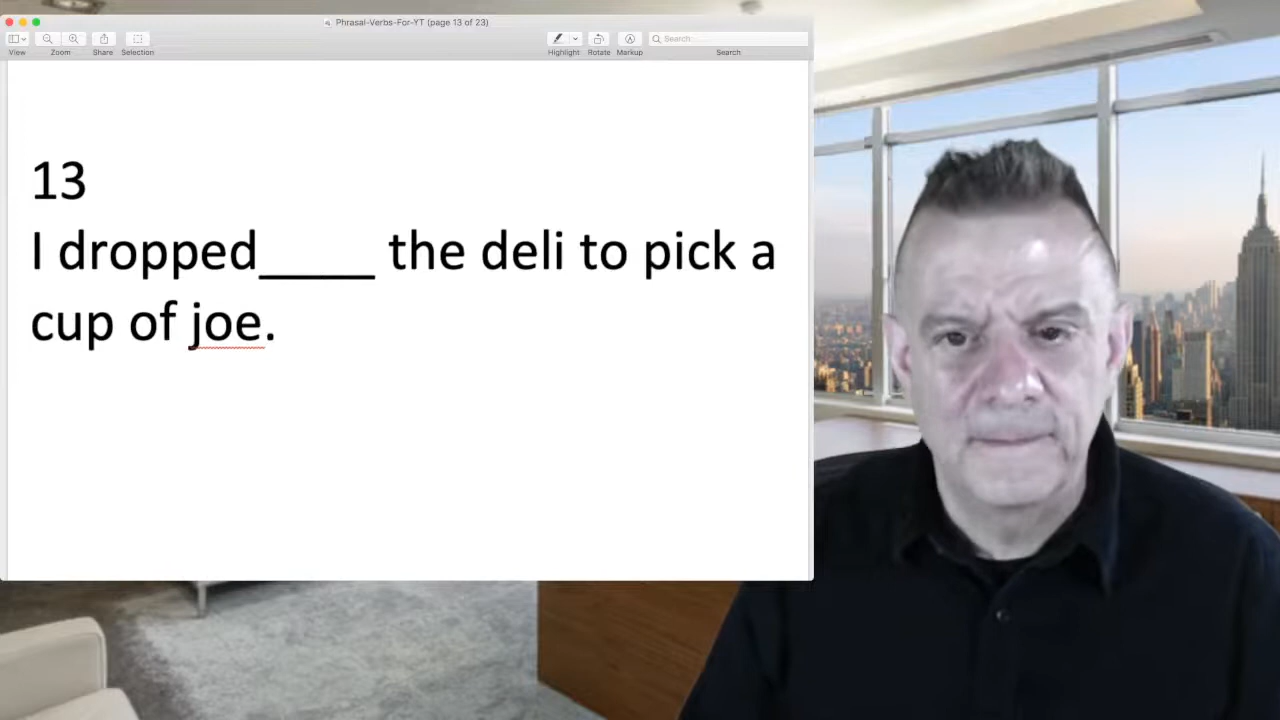 Phrasal-Verbs-For-YT (page 13 of 23)
View Zoom Share Selection Highlight Rotate Markup Search
Search
13
I dropped____ the deli to pick a
cup of joe.